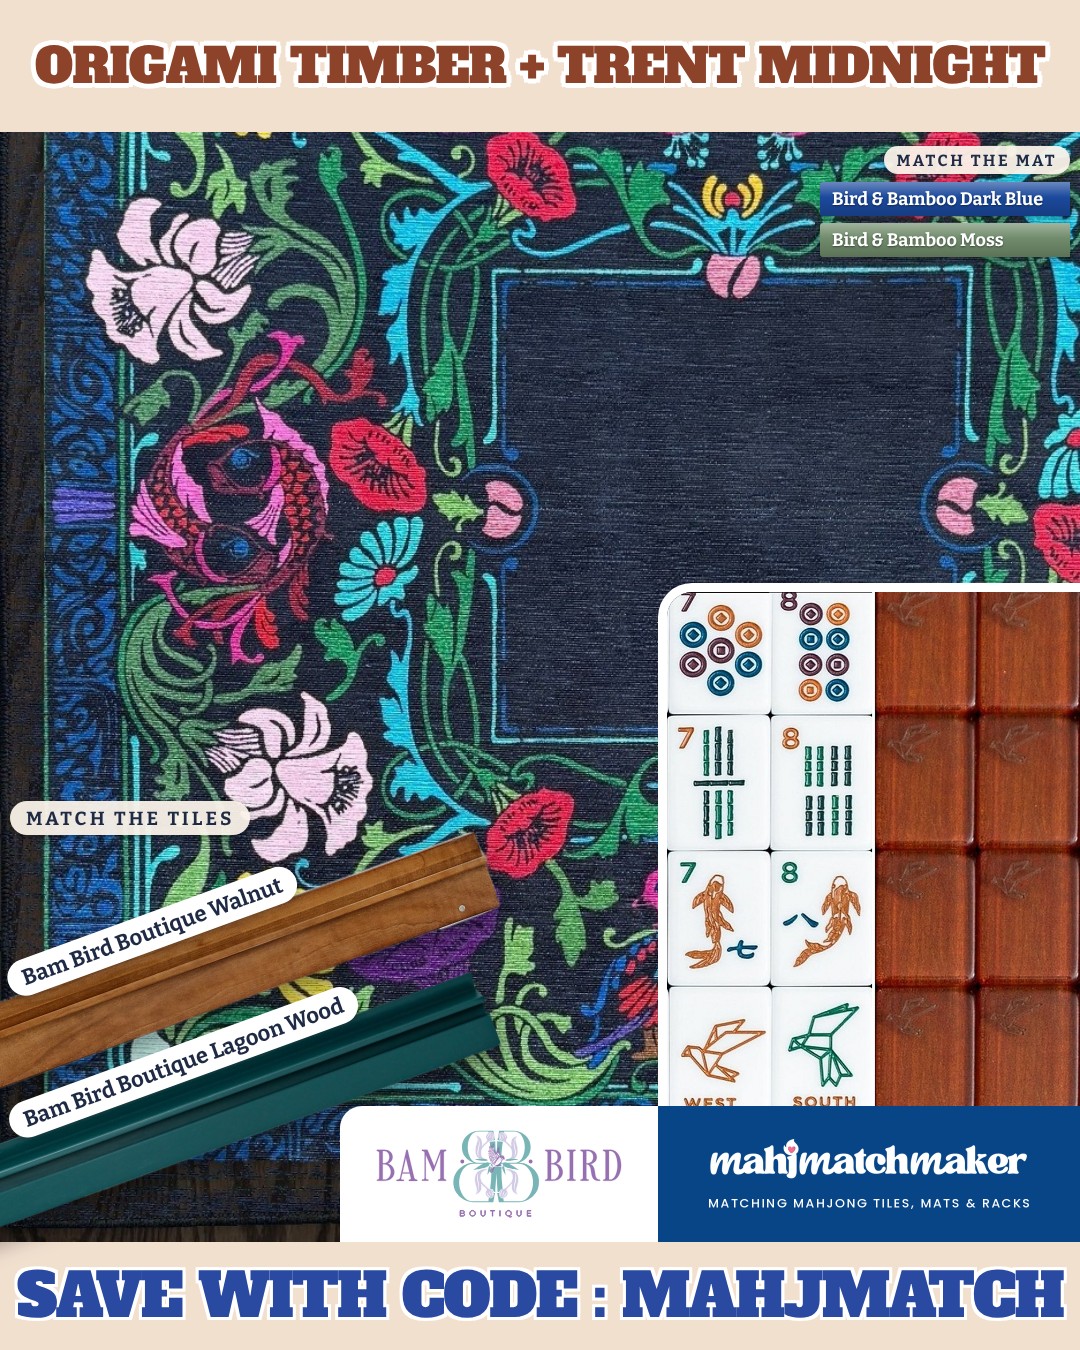 ORIGAMI TIMBER + TRENT MIDNIGHT
MATCH THE MAT
Bird & Bamboo Dark Blue
Bird & Bamboo Moss
7 8
7 8
7 8
七 八
WEST SOUTH
MATCH THE TILES
Bam Bird Boutique Walnut
Bam Bird Boutique Lagoon Wood
BAM BIRD
BOUTIQUE
mahjmatchmaker
MATCHING MAHJONG TILES, MATS & RACKS
SAVE WITH CODE : MAHJMATCH